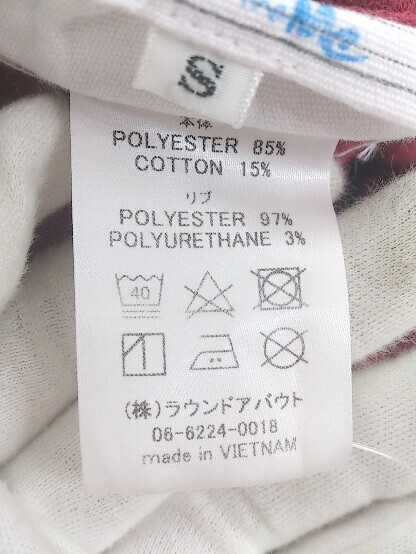 S
本体
POLYESTER 85%
COTTON 15%
リブ
POLYESTER 97%
POLYURETHANE 3%
40
(株)ラウンドアバウト
06-6224-0018
made in VIETNAM